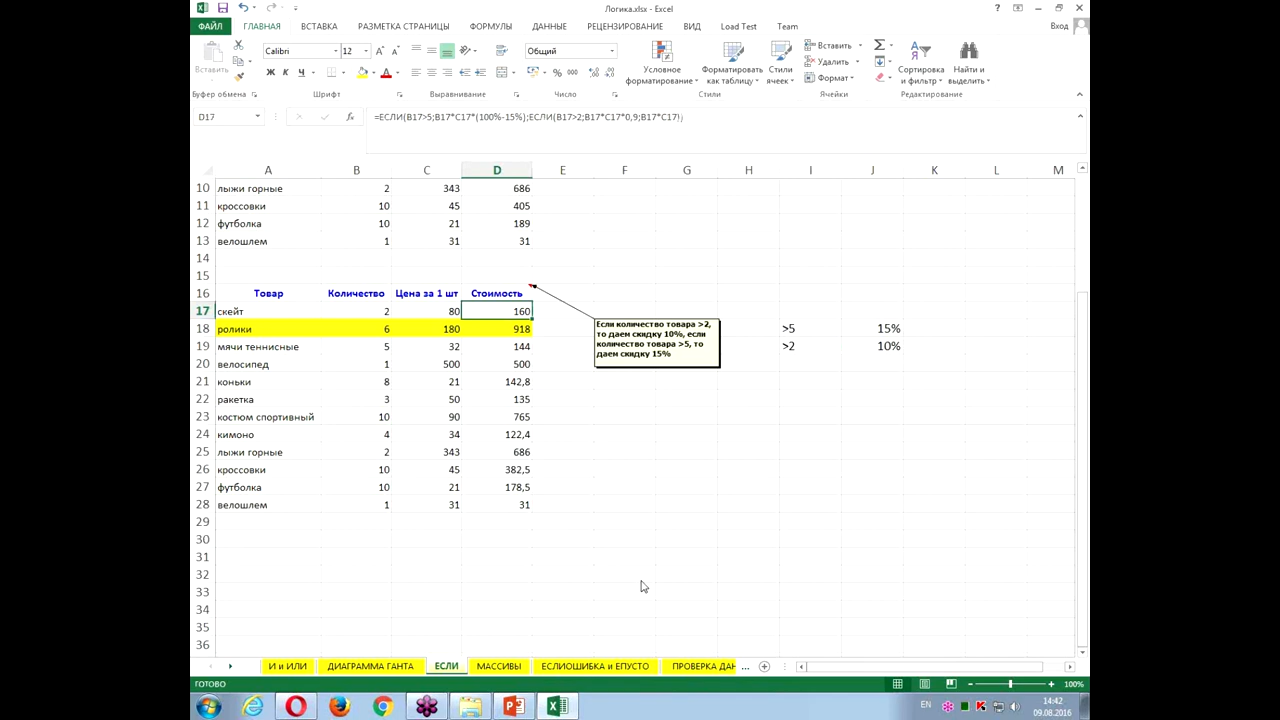 Логика.xlsx - Excel
ФАЙЛ ГЛАВНАЯ ВСТАВКА РАЗМЕТКА СТРАНИЦЫ ФОРМУЛЫ ДАННЫЕ РЕЦЕНЗИРОВАНИЕ ВИД Load Test Team Вход
Вставить Calibri 12 Общий Условное форматирование Форматировать как таблицу Стили ячеек Вставить Удалить Формат Сортировка и фильтр Найти и выделить
Буфер обмена Шрифт Выравнивание Число Стили Ячейки Редактирование
D17 =ЕСЛИ(B17>5;B17*C17*(100%-15%);ЕСЛИ(B17>2;B17*C17*0,9;B17*C17))
A B C D E F G H I J K L M
10 лыжи горные 2 343 686
11 кроссовки 10 45 405
12 футболка 10 21 189
13 велошлем 1 31 31
14
15
16 Товар Количество Цена за 1 шт Стоимость
17 скейт 2 80 160
18 ролики 6 180 918 >5 15%
19 мячи теннисные 5 32 144 >2 10%
20 велосипед 1 500 500
21 коньки 8 21 142,8
22 ракетка 3 50 135
23 костюм спортивный 10 90 765
24 кимоно 4 34 122,4
25 лыжи горные 2 343 686
26 кроссовки 10 45 382,5
27 футболка 10 21 178,5
28 велошлем 1 31 31
29
30
31
32
33
34
35
36
Если количество товара >2,
то даем скидку 10%, если
количество товара >5, то
даем скидку 15%
И и ИЛИ ДИАГРАММА ГАНТА ЕСЛИ МАССИВЫ ЕСЛИОШИБКА и ЕПУСТО ПРОВЕРКА ДАН ...
ГОТОВО 100%
EN 14:42
09.08.2016